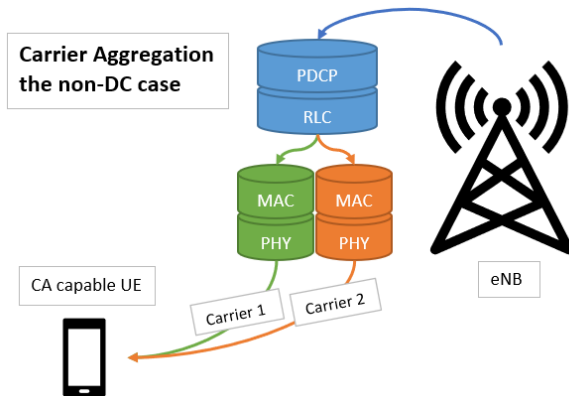 Carrier Aggregation
the non-DC case
PDCP
RLC
MAC
MAC
PHY
PHY
eNB
CA capable UE
Carrier 1
Carrier 2